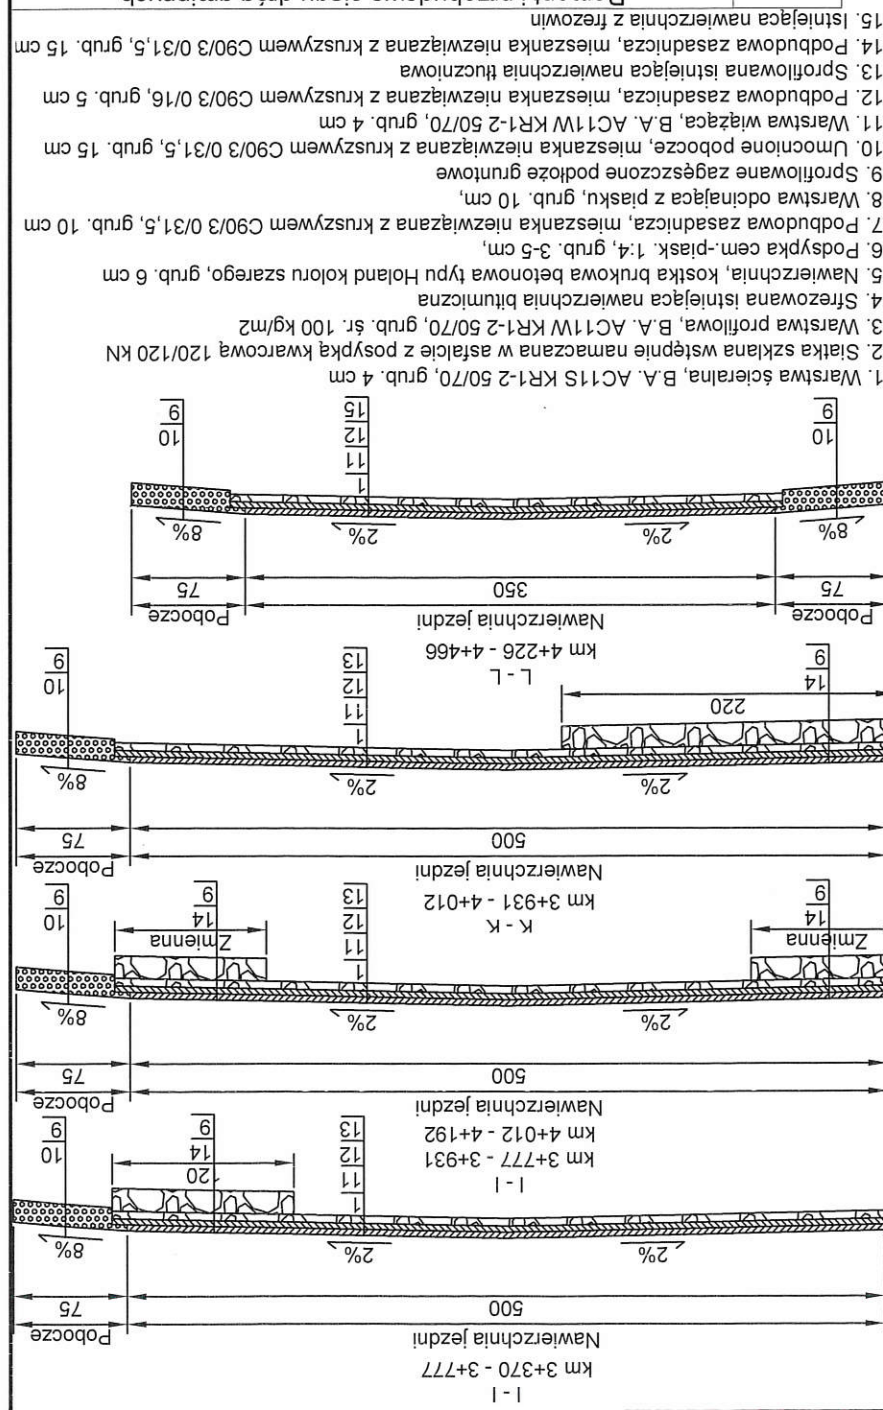 I - I
km 3+370 - 3+777
Nawierzchnia jezdni Pobocze
500 75
2% 2% 8%
1
11
12
13
120
14
9
10
9
I - I
km 3+777 - 3+931
km 4+012 - 4+192
Nawierzchnia jezdni Pobocze
500 75
2% 2% 8%
Zmienna
14
9
1
11
12
13
Zmienna
14
9
10
9
K - K
km 3+931 - 4+012
Nawierzchnia jezdni Pobocze
500 75
2% 2% 8%
220
14
9
1
11
12
13
10
9
L - L
km 4+226 - 4+466
Pobocze Nawierzchnia jezdni Pobocze
75 350 75
8% 2% 2% 8%
10
9
1
11
12
15
10
9
1. Warstwa ścieralna, B.A. AC11S KR1-2 50/70, grub. 4 cm
2. Siatka szklana wstępnie namaczana w asfalcie z posypką kwarcową 120/120 kN
3. Warstwa profilowa, B.A. AC11W KR1-2 50/70, grub. śr. 100 kg/m2
4. Sfrezowana istniejąca nawierzchnia bitumiczna
5. Nawierzchnia, kostka brukowa betonowa typu Holand koloru szarego, grub. 6 cm
6. Podsypka cem.-piask. 1:4, grub. 3-5 cm,
7. Podbudowa zasadnicza, mieszanka niezwiązana z kruszywem C90/3 0/31,5, grub. 10 cm
8. Warstwa odcinająca z piasku, grub. 10 cm,
9. Sprofilowane zagęszczone podłoże gruntowe
10. Umocnione pobocze, mieszanka niezwiązana z kruszywem C90/3 0/31,5, grub. 15 cm
11. Warstwa wiążąca, B.A. AC11W KR1-2 50/70, grub. 4 cm
12. Podbudowa zasadnicza, mieszanka niezwiązana z kruszywem C90/3 0/16, grub. 5 cm
13. Sprofilowana istniejąca nawierzchnia tłuczniowa
14. Podbudowa zasadnicza, mieszanka niezwiązana z kruszywem C90/3 0/31,5, grub. 15 cm
15. Istniejąca nawierzchnia z frezowin